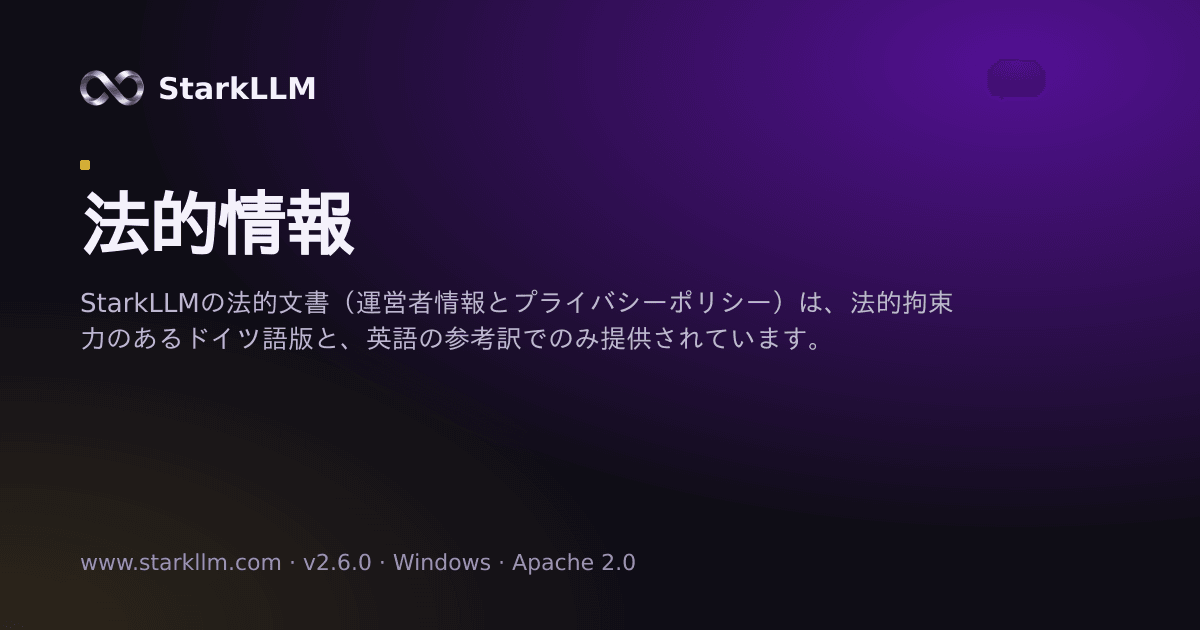 StarkLLM
法的情報
StarkLLMの法的文書（運営者情報とプライバシーポリシー）は、法的拘束
力のあるドイツ語版と、英語の参考訳でのみ提供されています。
www.starkllm.com · v2.6.0 · Windows · Apache 2.0